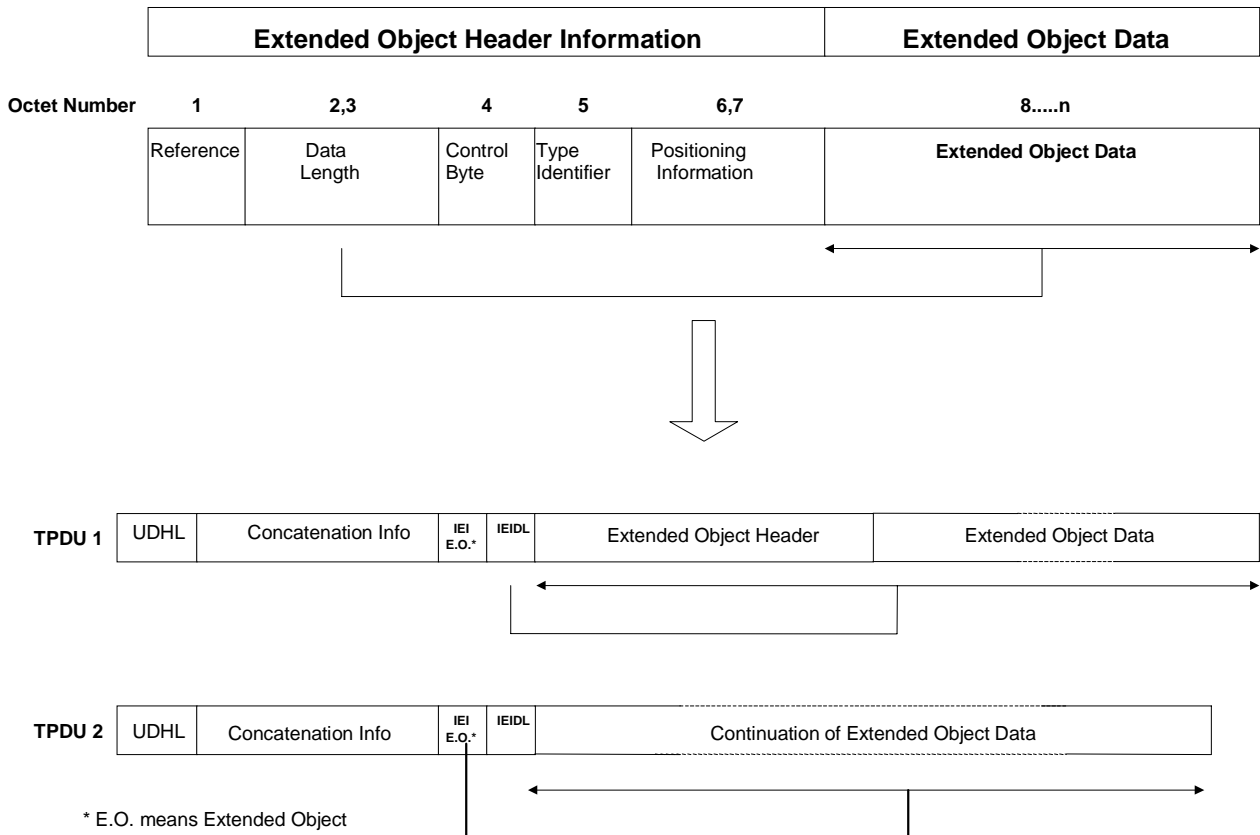 Extended Object Header Information Extended Object Data
Octet Number 1 2,3 4 5 6,7 8.....n
Reference Data Control Type Positioning Extended Object Data
Length Byte Identifier Information
TPDU 1 UDHL Concatenation Info IEI IEIDL Extended Object Header Extended Object Data
E.O.*
TPDU 2 UDHL Concatenation Info IEI IEIDL Continuation of Extended Object Data
E.O.*
* E.O. means Extended Object